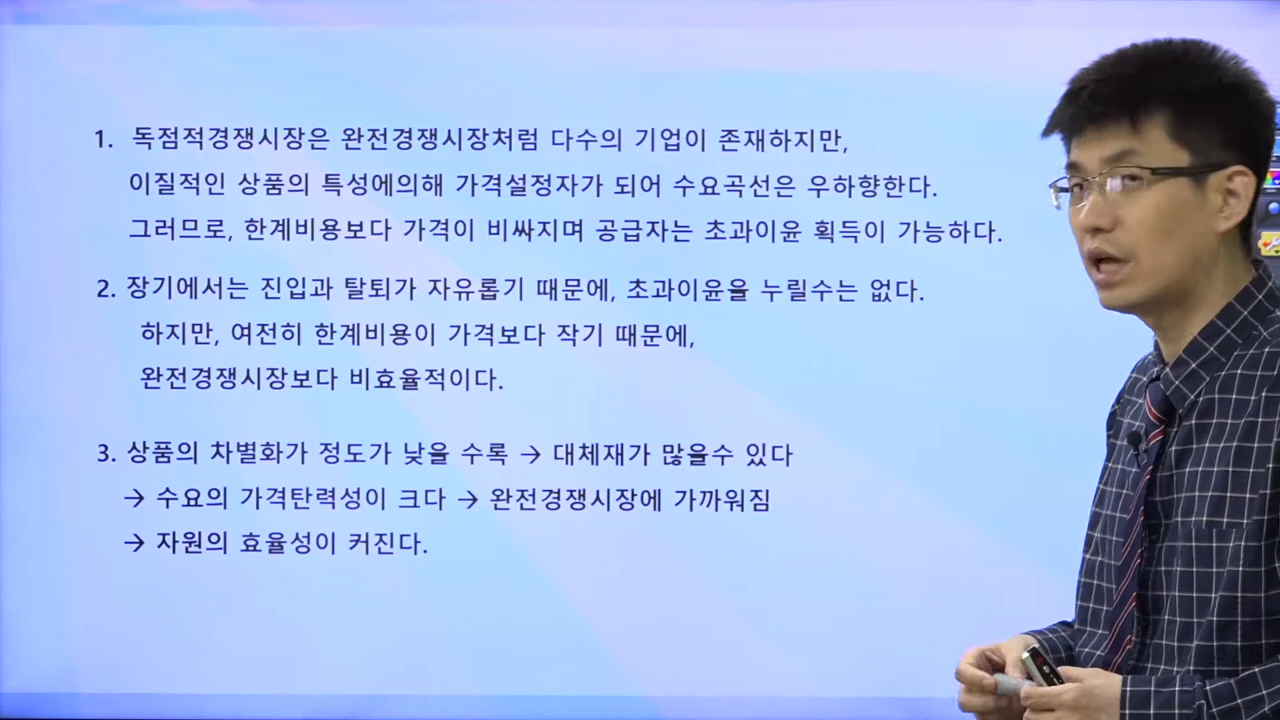 1. 독점적경쟁시장은 완전경쟁시장처럼 다수의 기업이 존재하지만,
이질적인 상품의 특성에의해 가격설정자가 되어 수요곡선은 우하향한다.
그러므로, 한계비용보다 가격이 비싸지며 공급자는 초과이윤 획득이 가능하다.
2. 장기에서는 진입과 탈퇴가 자유롭기 때문에, 초과이윤을 누릴수는 없다.
하지만, 여전히 한계비용이 가격보다 작기 때문에,
완전경쟁시장보다 비효율적이다.
3. 상품의 차별화가 정도가 낮을 수록 → 대체재가 많을수 있다
→ 수요의 가격탄력성이 크다 → 완전경쟁시장에 가까워짐
→ 자원의 효율성이 커진다.